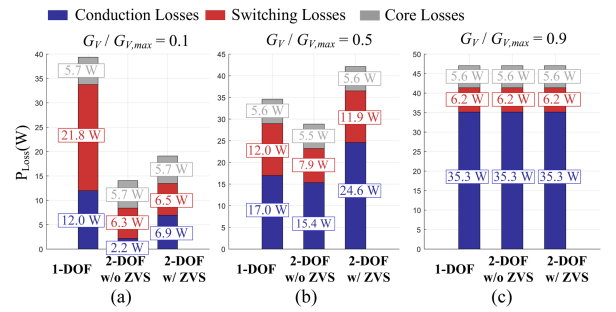 Conduction Losses Switching Losses Core Losses
G_V / G_V,max = 0.1 G_V / G_V,max = 0.5 G_V / G_V,max = 0.9
P_Loss(W)
40
35
30
25
20
15
10
5
0
5.7 W
21.8 W
12.0 W
5.7 W
6.3 W
2.2 W
5.7 W
6.5 W
6.9 W
1-DOF 2-DOF w/o ZVS 2-DOF w/ ZVS
(a)
45
40
35
30
25
20
15
10
5
0
5.6 W
12.0 W
17.0 W
5.5 W
7.9 W
15.4 W
5.6 W
11.9 W
24.6 W
1-DOF 2-DOF w/o ZVS 2-DOF w/ ZVS
(b)
50
45
40
35
30
25
20
15
10
5
0
5.6 W
6.2 W
35.3 W
5.6 W
6.2 W
35.3 W
5.6 W
6.2 W
35.3 W
1-DOF 2-DOF w/o ZVS 2-DOF w/ ZVS
(c)